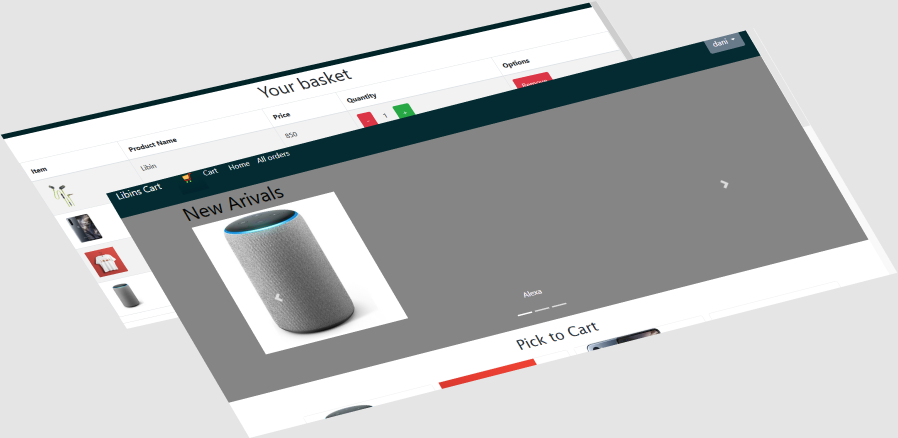 Your basket
Item Product Name Price Quantity Options
Libin 850 - 1 + Remove
dani
Libins Cart Cart Home All orders
New Arivals
Alexa
Pick to Cart